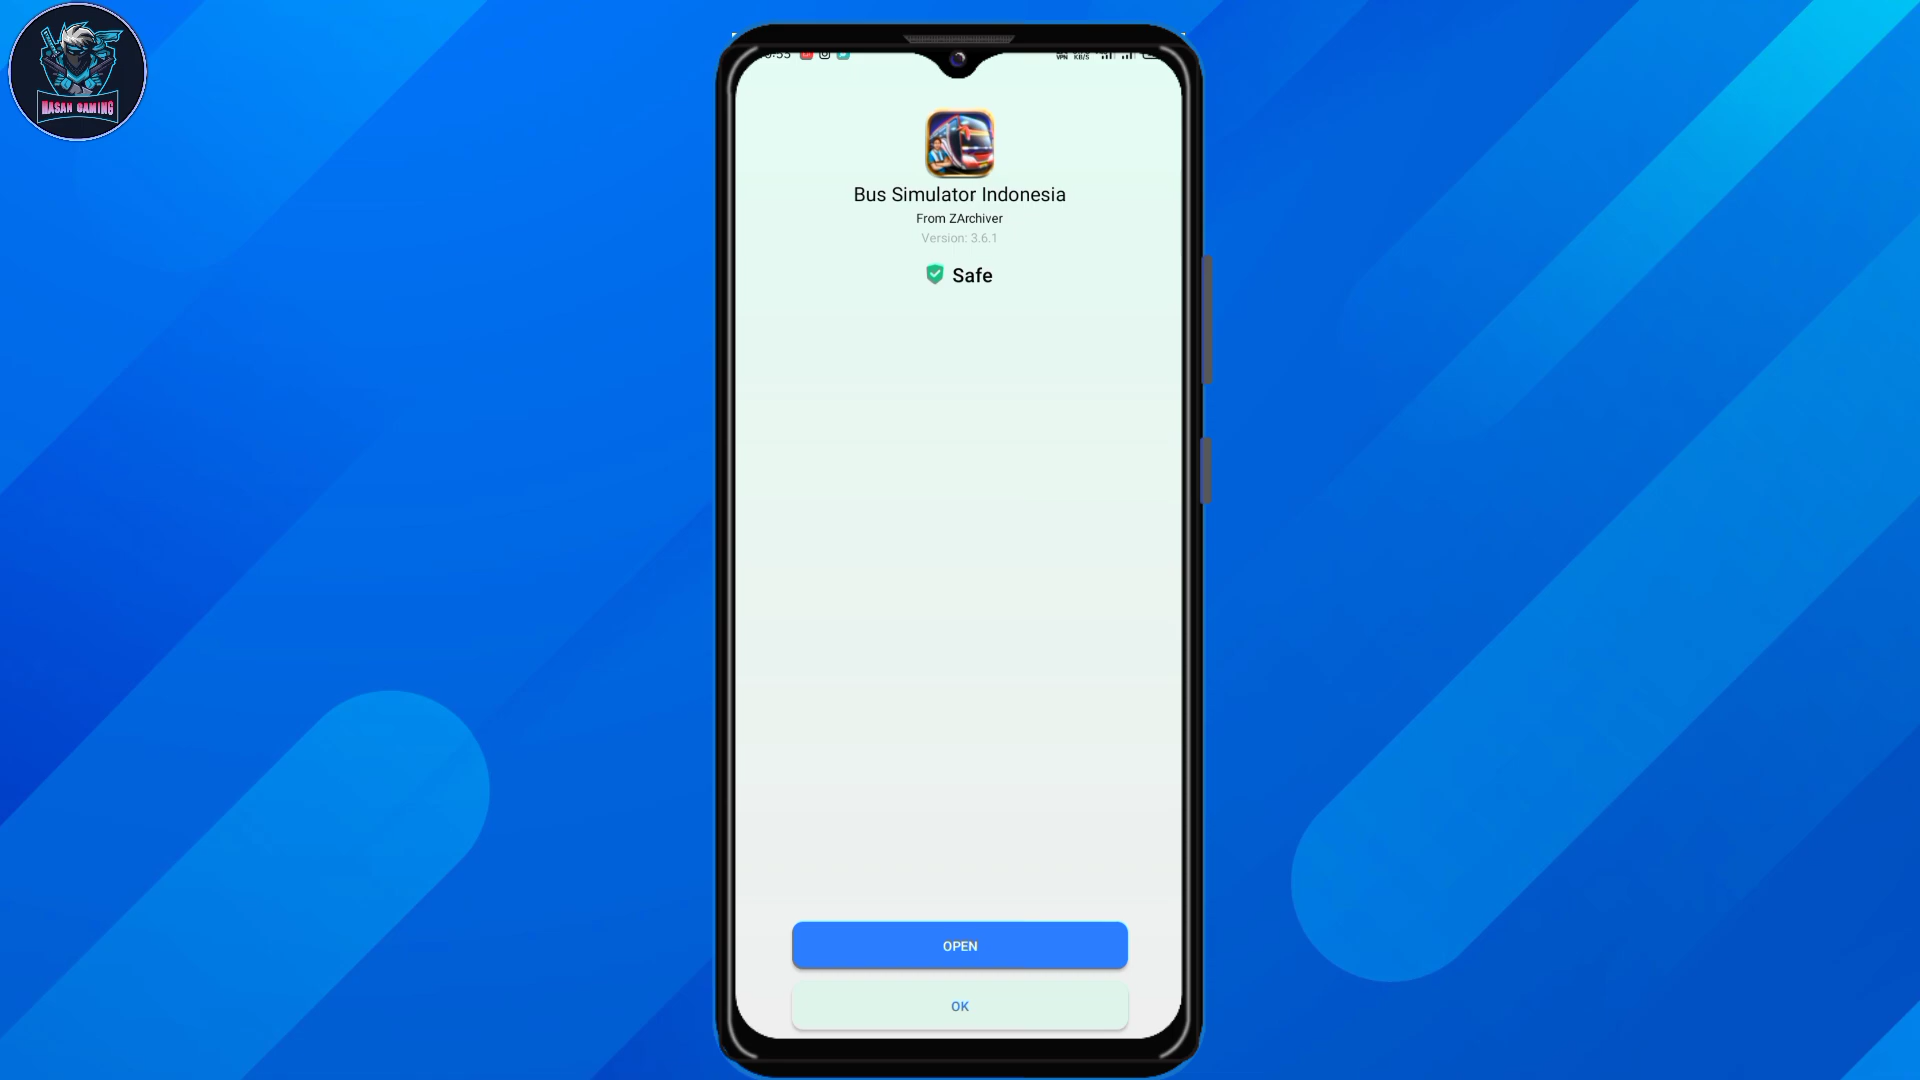 HASAN GAMING
Bus Simulator Indonesia
From ZArchiver
Version: 3.6.1
Safe
OPEN
OK